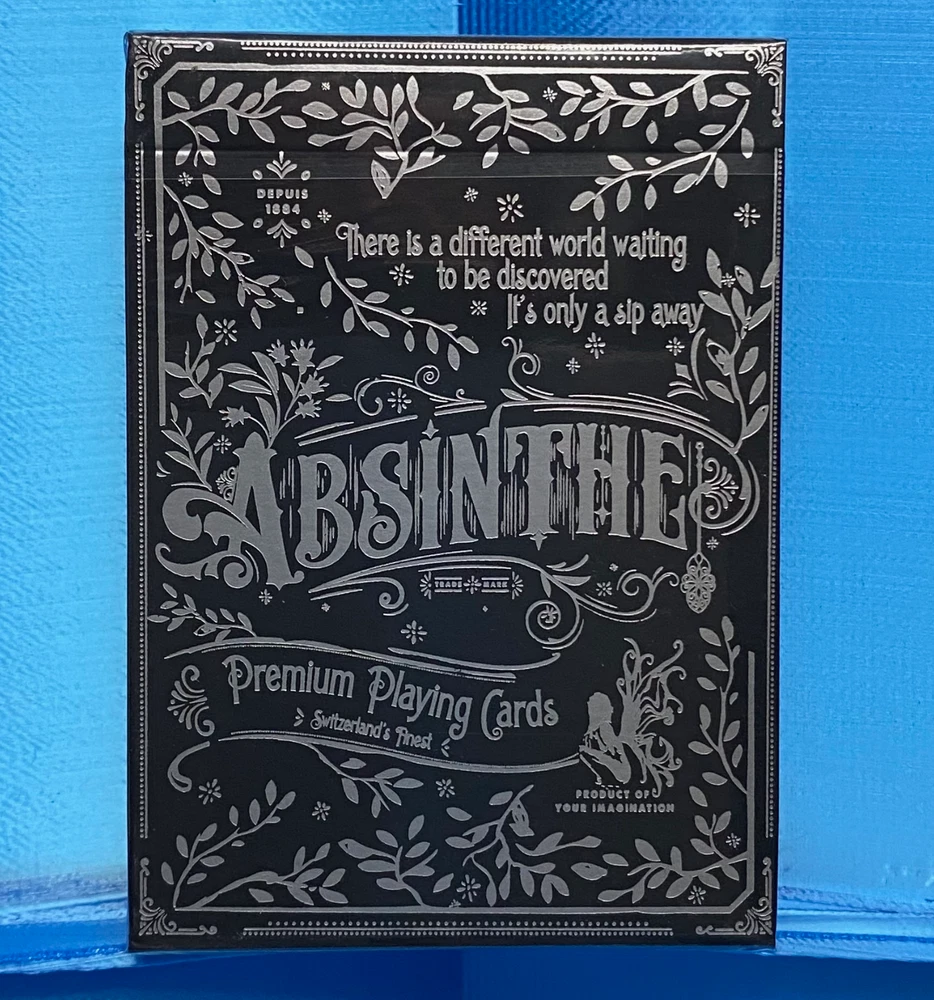 DEPUIS
1884
There is a different world waiting
to be discovered
It's only a sip away
ABSINTHE
TRADE MARK
Premium Playing Cards
Switzerland's Finest
PRODUCT OF
YOUR IMAGINATION